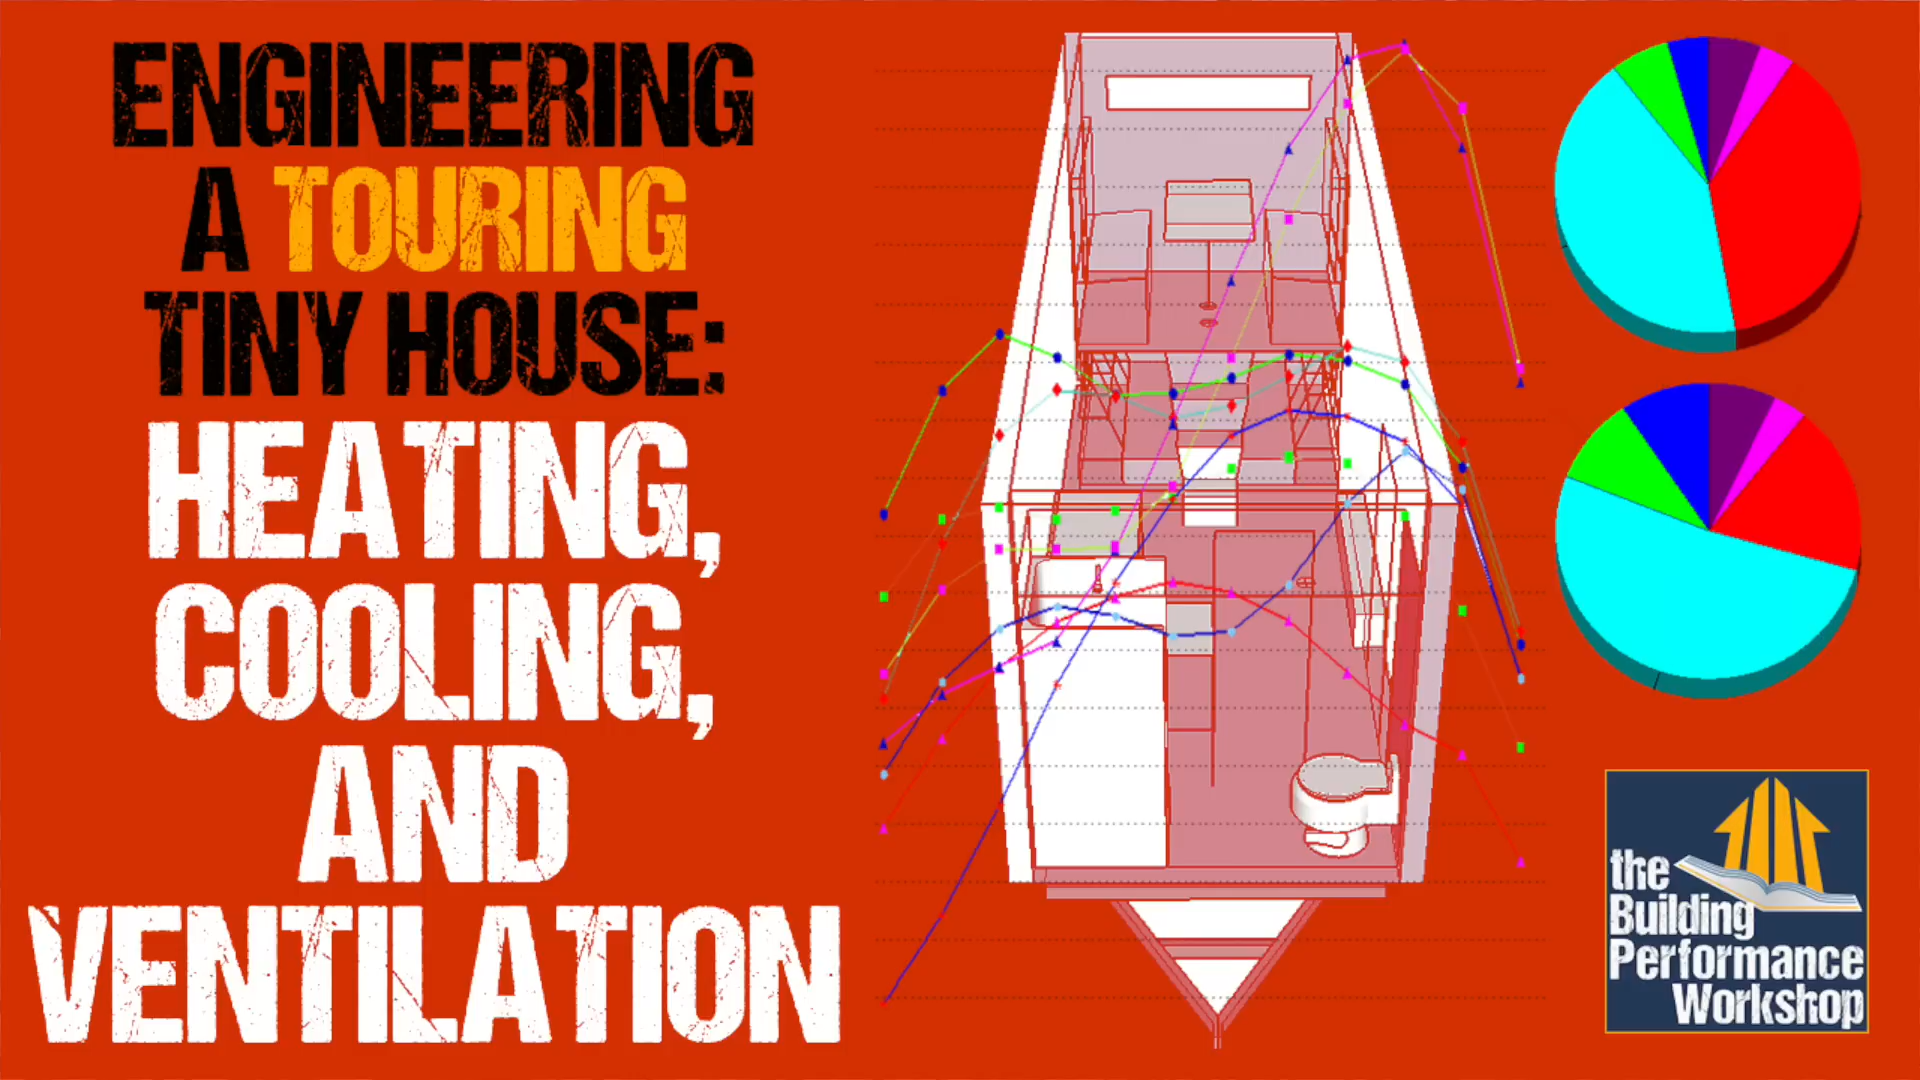 ENGINEERING
A TOURING
TINY HOUSE:
HEATING,
COOLING,
AND
VENTILATION
the
Building
Performance
Workshop